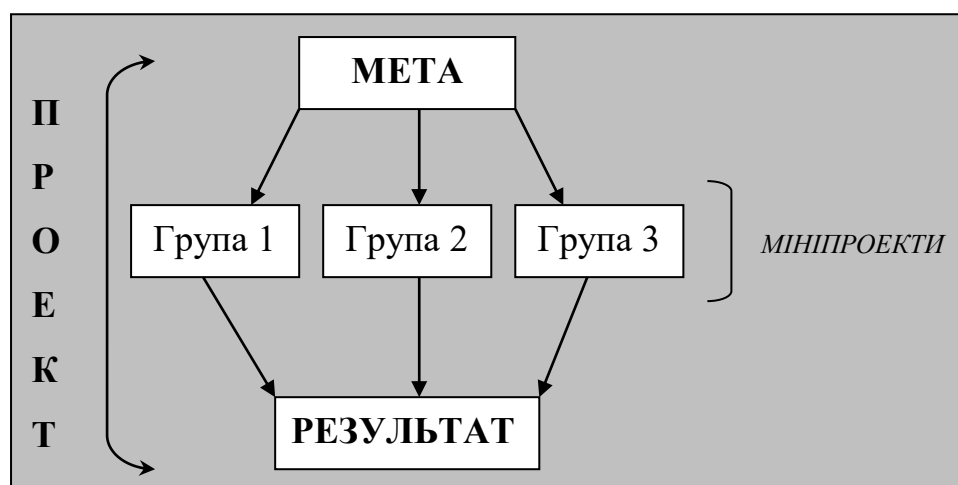 МЕТА
П
Р
О
Е
К
Т
Група 1
Група 2
Група 3
МІНІПРОЕКТИ
РЕЗУЛЬТАТ